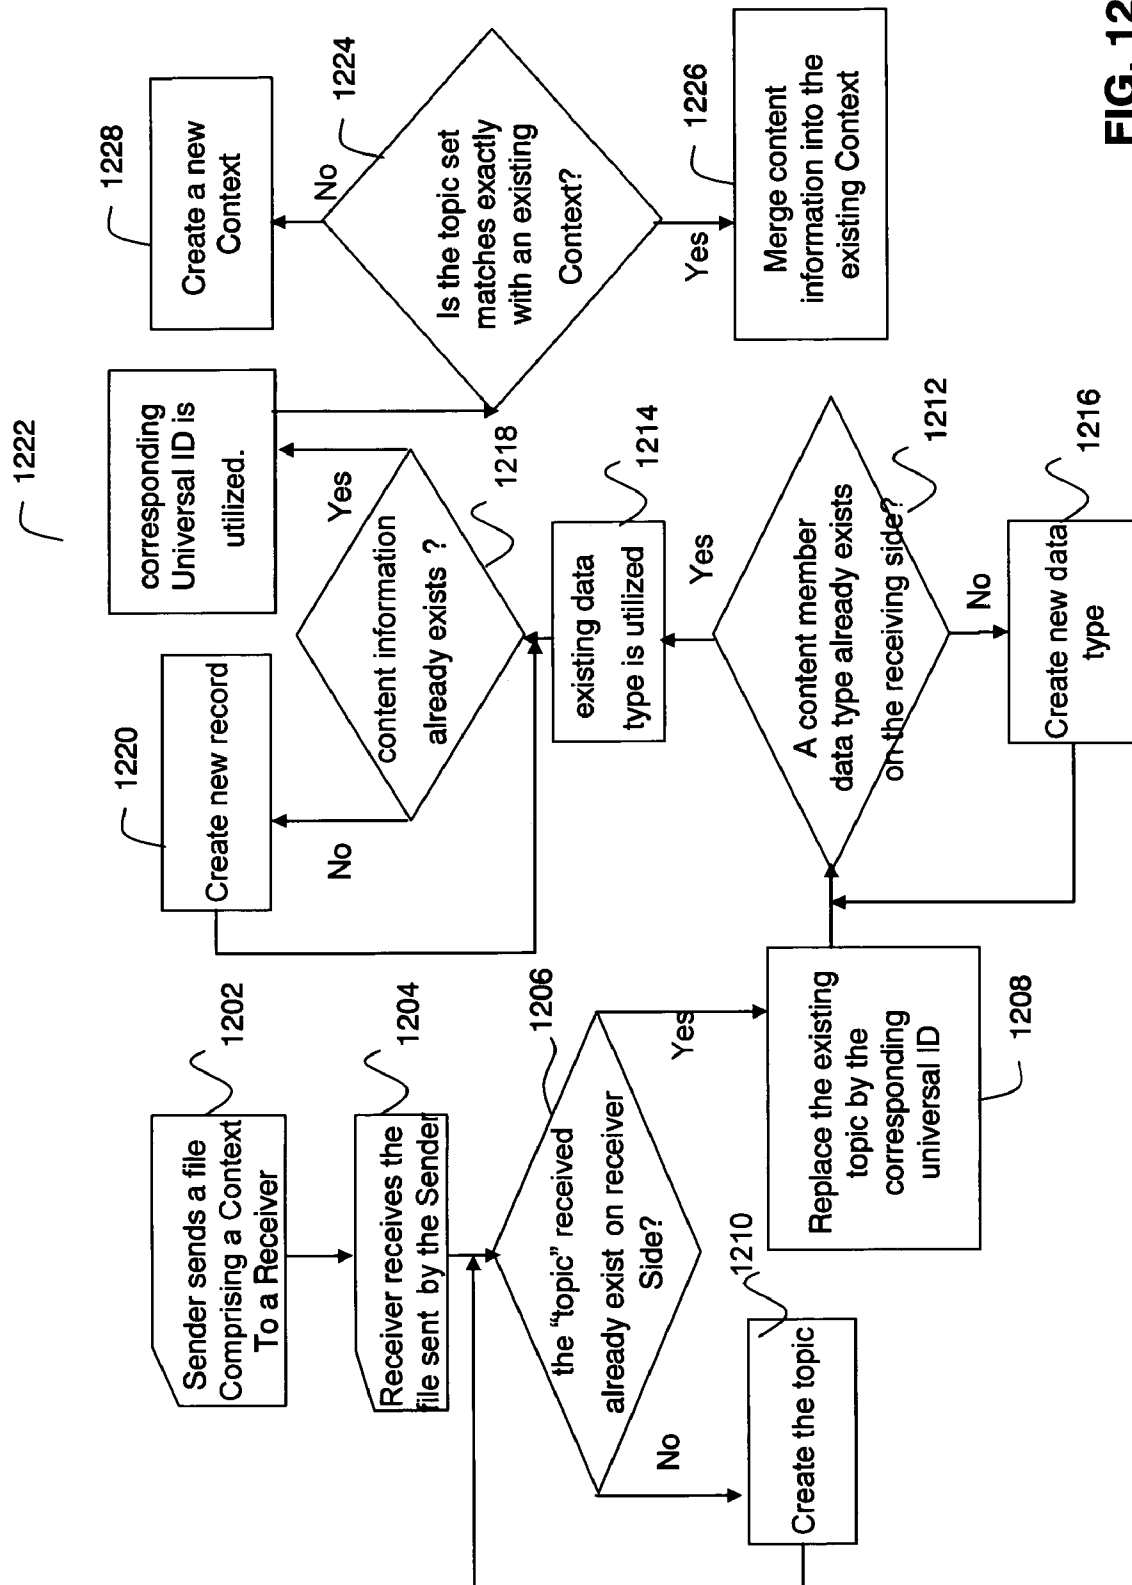 1202
Sender sends a file
Comprising a Context
To a Receiver
1204
Receiver receives the
file sent by the Sender
1206
the “topic” received
already exist on receiver
Side?
No
Yes
1210
Create the topic
Replace the existing
topic by the
corresponding
universal ID
1208
1212
A content member
data type already exists
on the receiving side?
Yes
No
1214
existing data
type is utilized
1216
Create new data
type
1218
content information
already exists ?
No
Yes
1220
Create new record
1222
corresponding
Universal ID is
utilized.
1224
Is the topic set
matches exactly
with an existing
Context?
No
Yes
1228
Create a new
Context
1226
Merge content
information into the
existing Context
FIG. 12